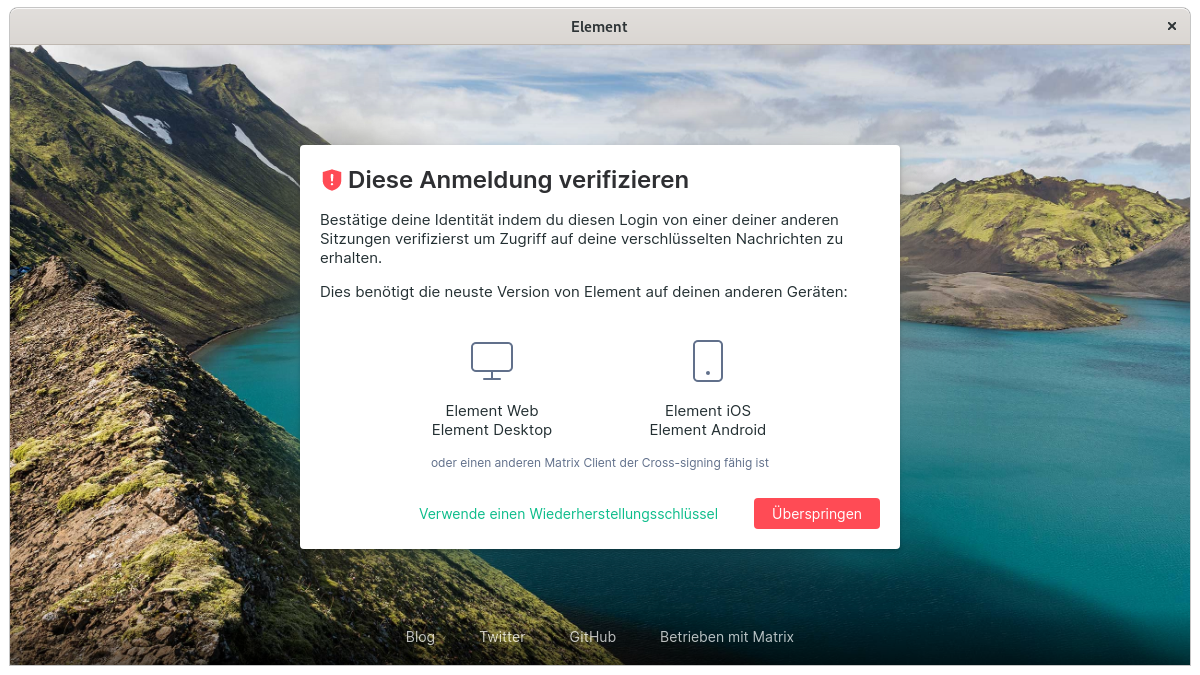 Element
Diese Anmeldung verifizieren
Bestätige deine Identität indem du diesen Login von einer deiner anderen
Sitzungen verifizierst um Zugriff auf deine verschlüsselten Nachrichten zu
erhalten.
Dies benötigt die neuste Version von Element auf deinen anderen Geräten:
Element Web
Element Desktop
Element iOS
Element Android
oder einen anderen Matrix Client der Cross-signing fähig ist
Verwende einen Wiederherstellungsschlüssel
Überspringen
Blog
Twitter
GitHub
Betrieben mit Matrix